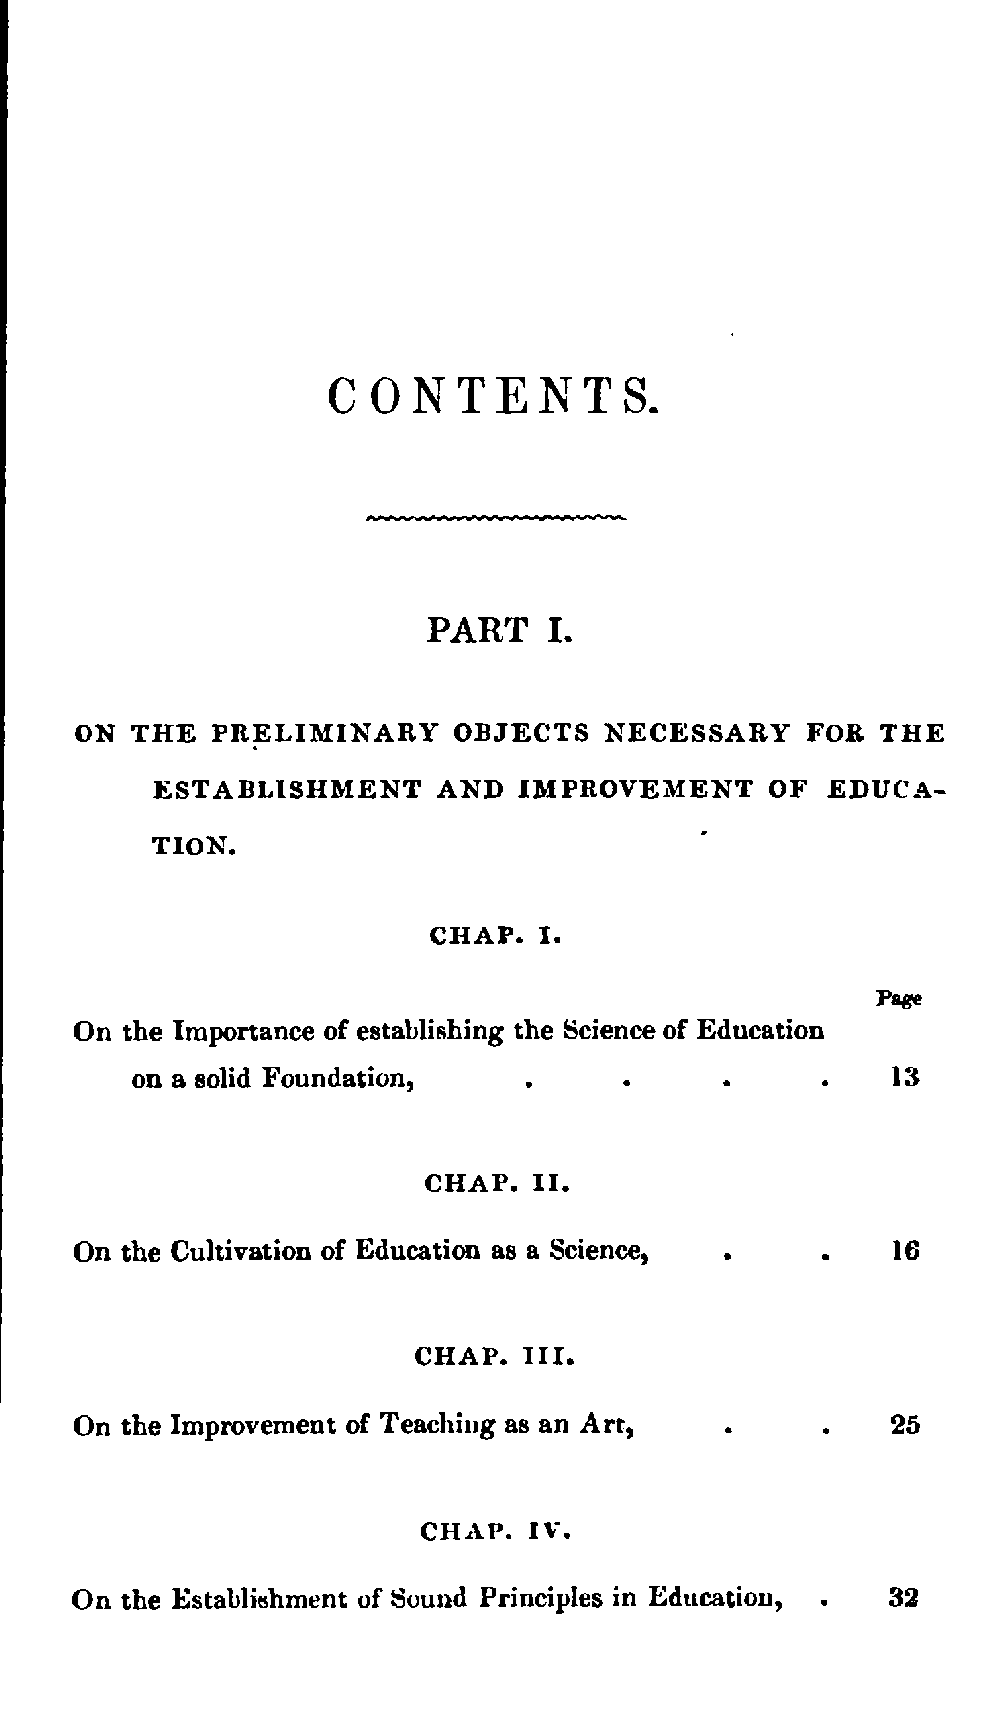 CONTENTS.
PART I.
ON THE PRELIMINARY OBJECTS NECESSARY FOR THE
ESTABLISHMENT AND IMPROVEMENT OF EDUCA-
TION.
CHAP. I.
Page
On the Importance of establishing the Science of Education
on a solid Foundation, . . . . 13
CHAP. II.
On the Cultivation of Education as a Science, . . 16
CHAP. III.
On the Improvement of Teaching as an Art, . . 25
CHAP. IV.
On the Establishment of Sound Principles in Education, . 32